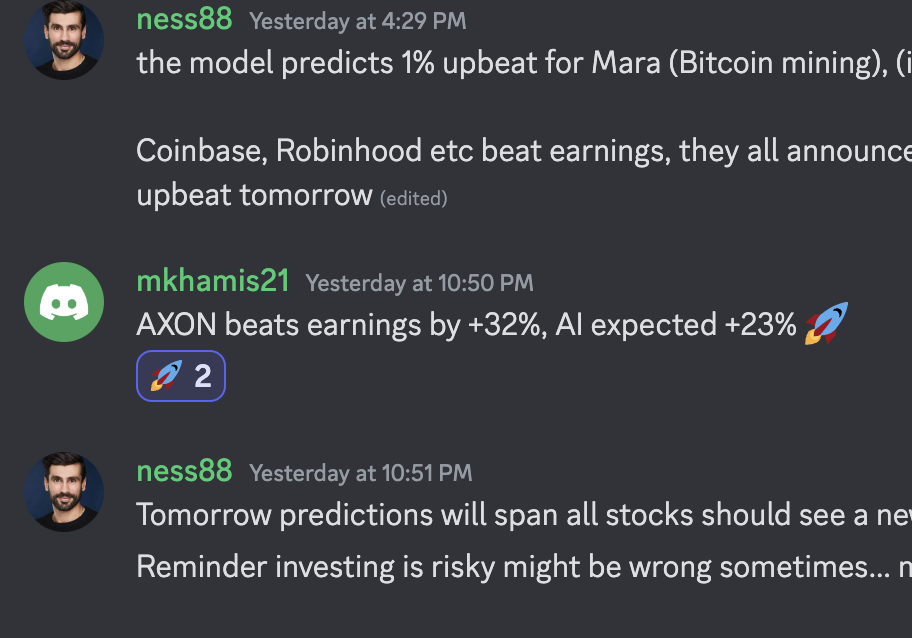 ness88 Yesterday at 4:29 PM
the model predicts 1% upbeat for Mara (Bitcoin mining), (i
Coinbase, Robinhood etc beat earnings, they all announce
upbeat tomorrow (edited)
mkhamis21 Yesterday at 10:50 PM
AXON beats earnings by +32%, AI expected +23% 🚀
🚀 2
ness88 Yesterday at 10:51 PM
Tomorrow predictions will span all stocks should see a
Reminder investing is risky might be wrong sometimes...